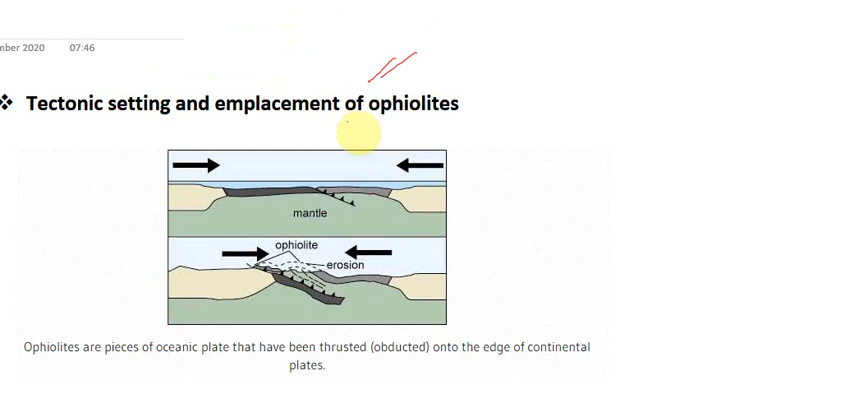 mber 2020 07:46
❖ Tectonic setting and emplacement of ophiolites
mantle
ophiolite
erosion
Ophiolites are pieces of oceanic plate that have been thrusted (obducted) onto the edge of continental
plates.